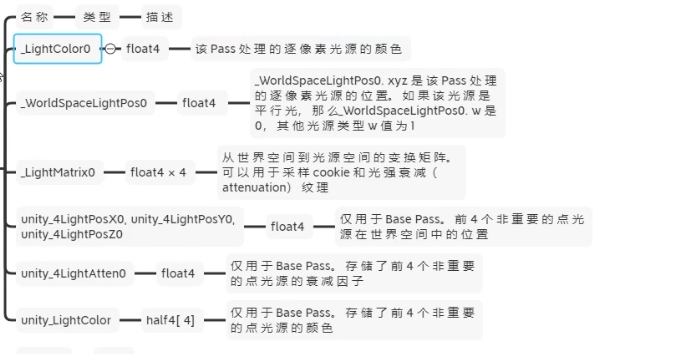 名称 类型 描述
_LightColor0 float4 该 Pass 处理的逐像素光源的颜色
_WorldSpaceLightPos0 float4 _WorldSpaceLightPos0. xyz 是该 Pass 处理
的逐像素光源的位置。如果该光源是
平行光，那么_WorldSpaceLightPos0. w 是
0，其他光源类型 w 值为 1
_LightMatrix0 float4 × 4 从世界空间到光源空间的变换矩阵。
可以用于采样 cookie 和光强衰减（
attenuation） 纹理
unity_4LightPosX0, unity_4LightPosY0,
unity_4LightPosZ0 float4 仅用于 Base Pass。前 4 个非重要的点光
源在世界空间中的位置
unity_4LightAtten0 float4 仅用于 Base Pass。存储了前 4 个非重要
的点光源的衰减因子
unity_LightColor half4[ 4] 仅用于 Base Pass。存储了前 4 个非重要
的点光源的颜色